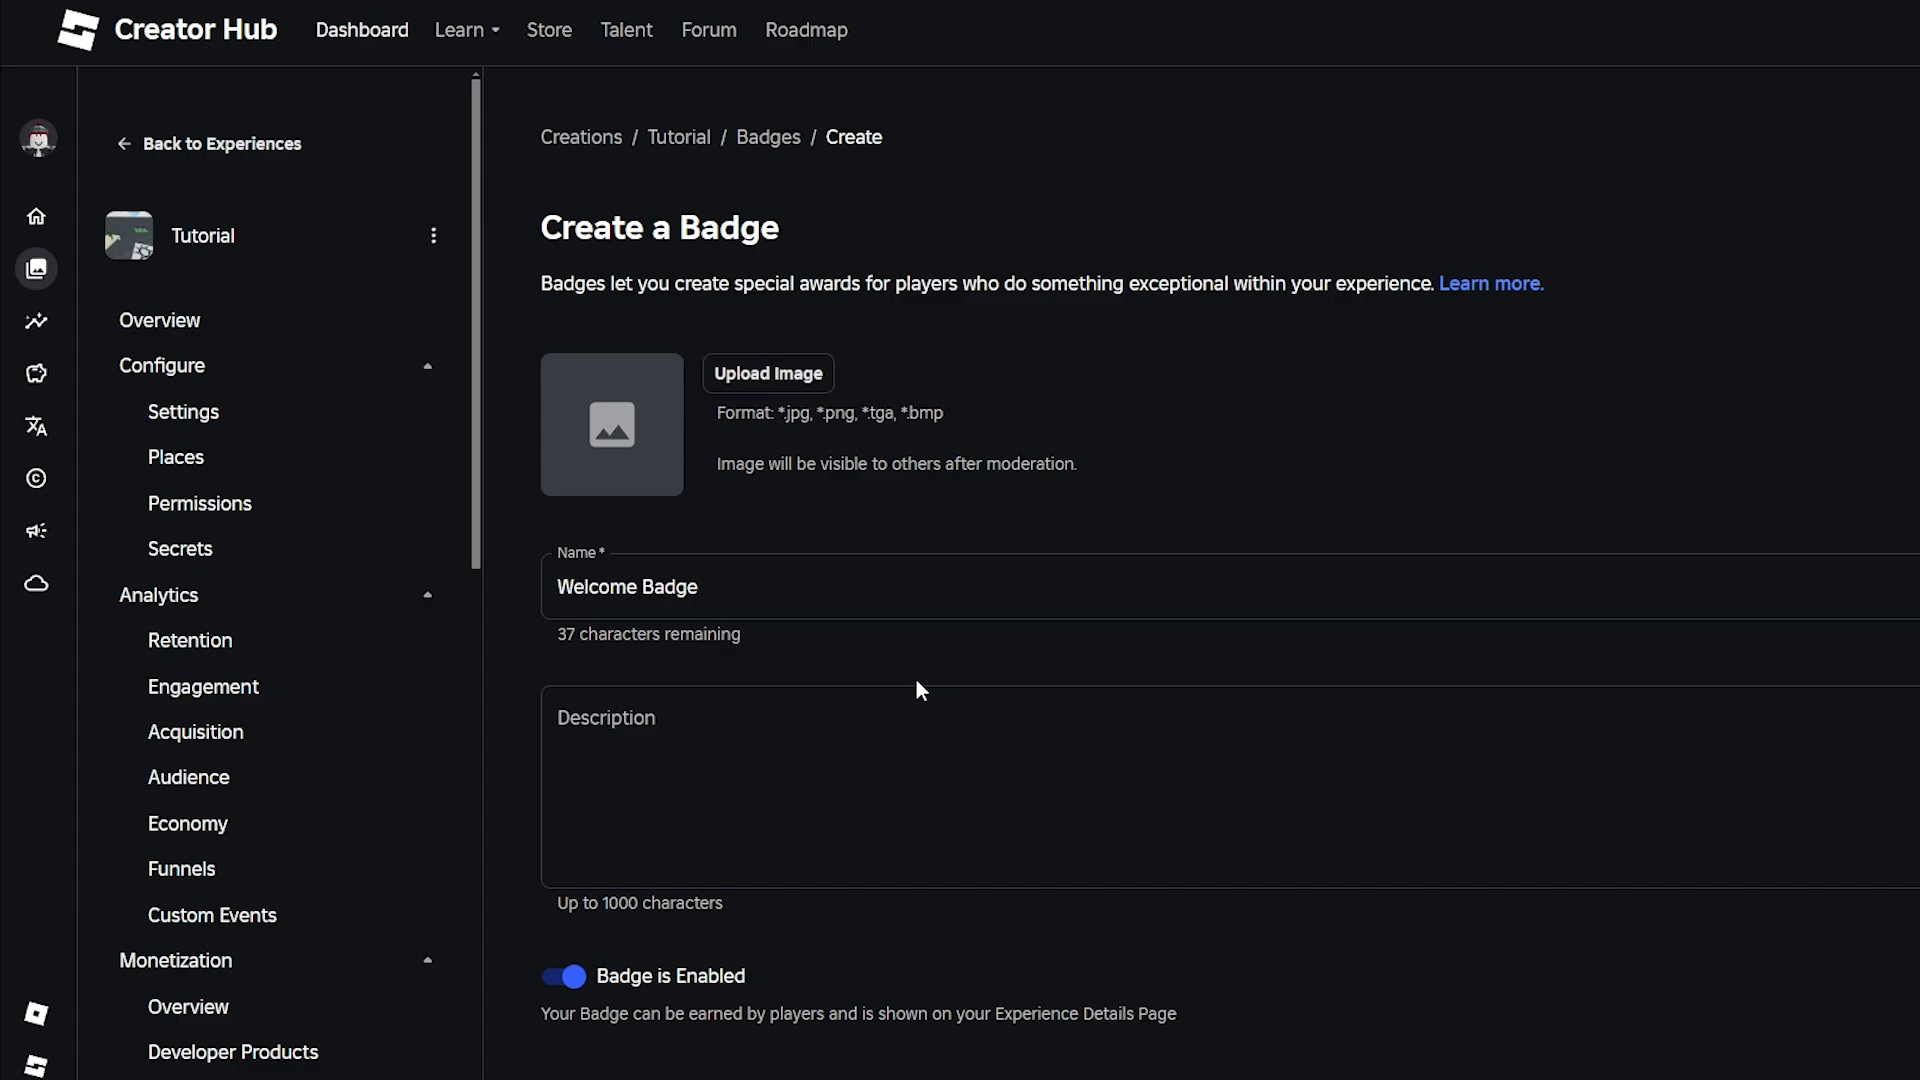 Creator Hub Dashboard Learn Store Talent Forum Roadmap
Back to Experiences
Tutorial
Overview
Configure
Settings
Places
Permissions
Secrets
Analytics
Retention
Engagement
Acquisition
Audience
Economy
Funnels
Custom Events
Monetization
Overview
Developer Products
Creations / Tutorial / Badges / Create
Create a Badge
Badges let you create special awards for players who do something exceptional within your experience. Learn more.
Upload Image
Format: *.jpg, *.png, *.tga, *.bmp
Image will be visible to others after moderation.
Name*
Welcome Badge
37 characters remaining
Description
Up to 1000 characters
Badge is Enabled
Your Badge can be earned by players and is shown on your Experience Details Page